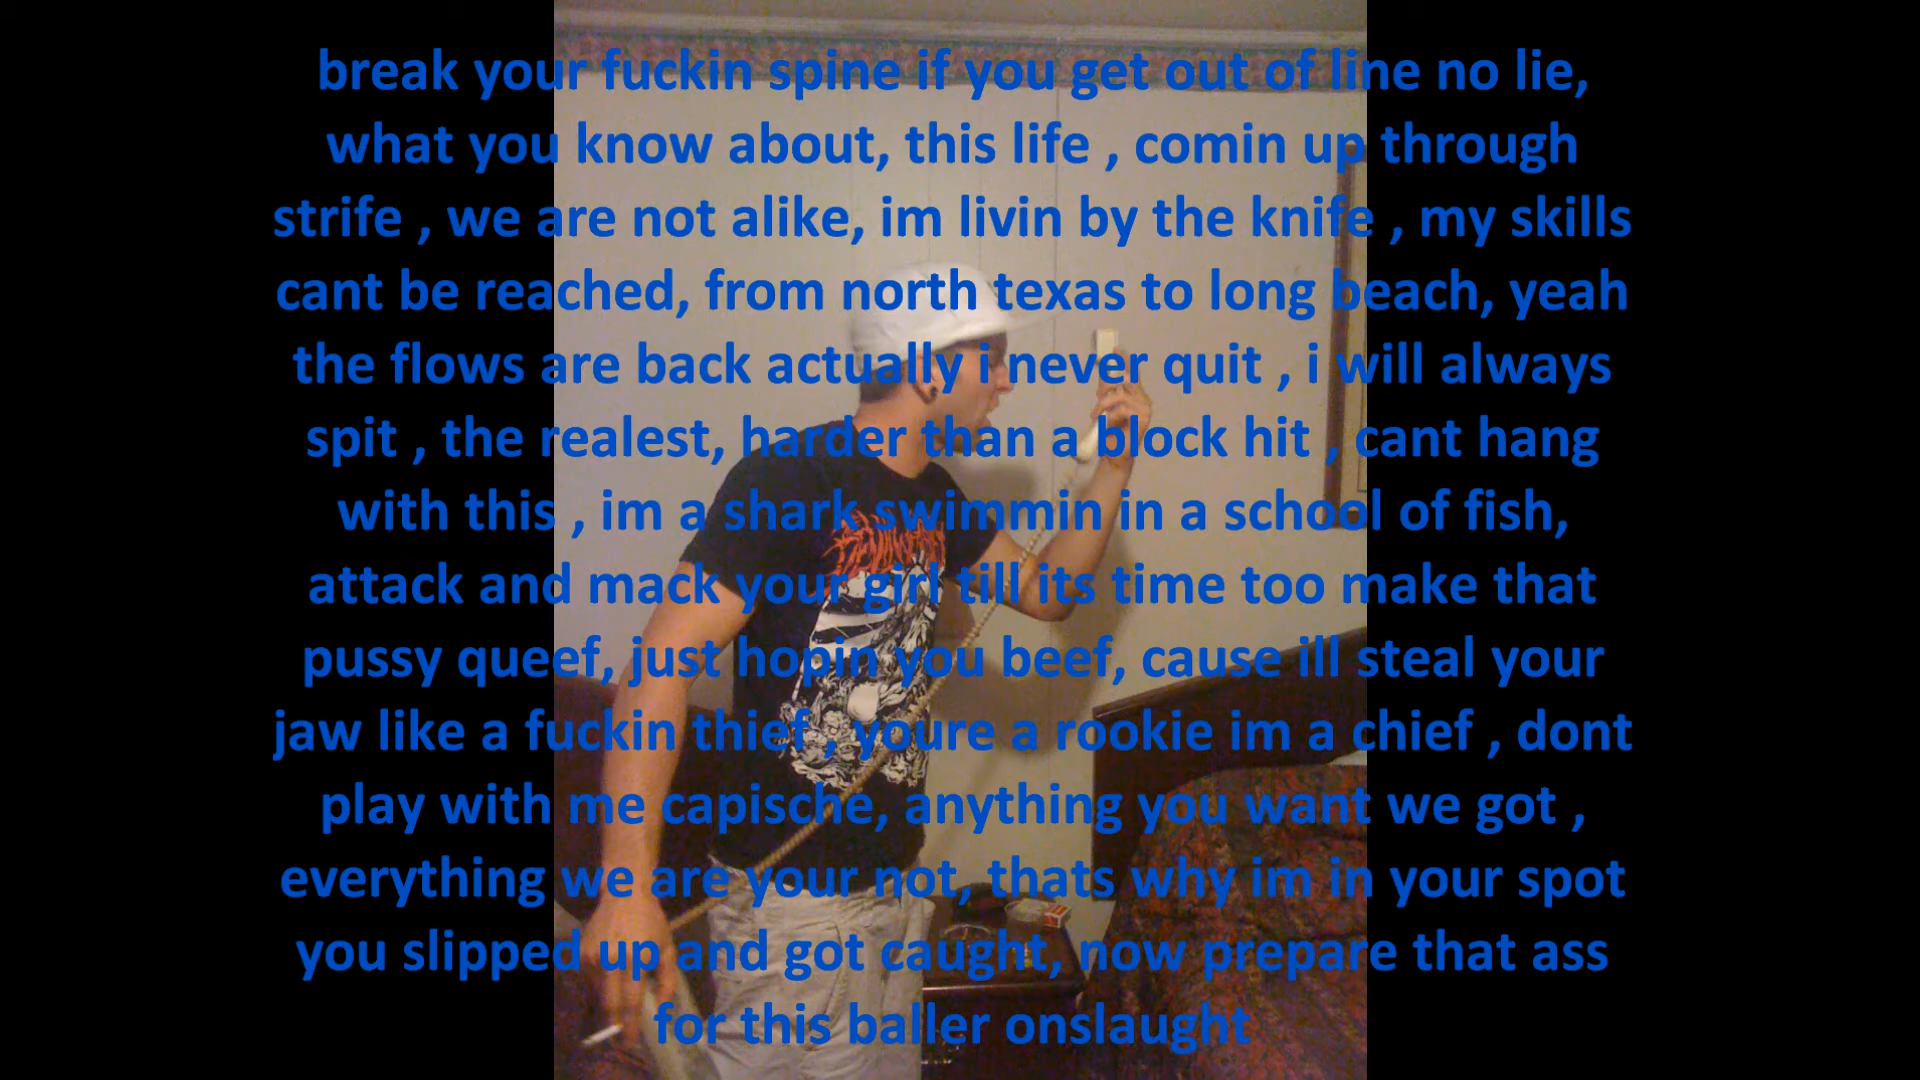 break your fuckin spine if you get out of line no lie,
what you know about, this life , comin up through
strife , we are not alike, im livin by the knife , my skills
cant be reached, from north texas to long beach, yeah
the flows are back actually i never quit , i will always
spit , the realest, harder than a block hit , cant hang
with this , im a shark swimmin in a school of fish,
attack and mack your girl till its time too make that
pussy queef, just hopin you beef, cause ill steal your
jaw like a fuckin thief , youre a rookie im a chief , dont
play with me capische, anything you want we got ,
everything we are your not, thats why im in your spot
you slipped up and got caught, now prepare that ass
for this baller onslaught